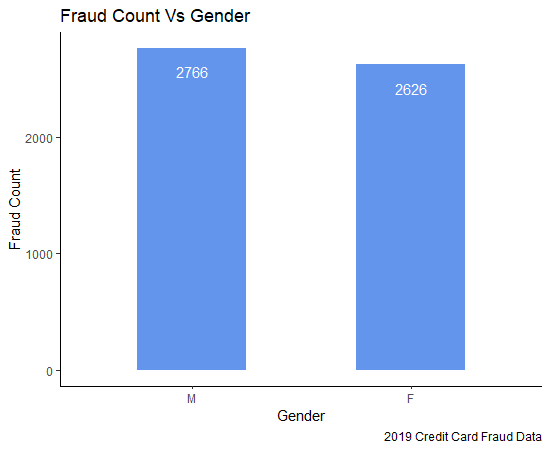 Fraud Count Vs Gender
2766
2626
2000
1000
0
Fraud Count
M
F
Gender
2019 Credit Card Fraud Data